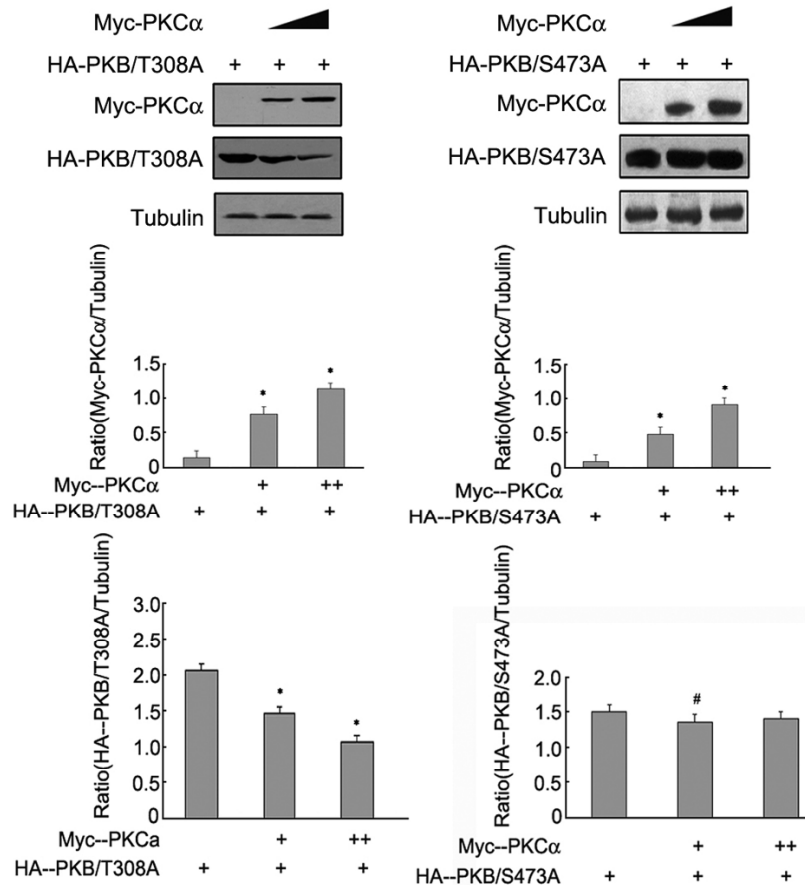 Myc-PKCα
HA-PKB/T308A + + +
Myc-PKCα
HA-PKB/T308A
Tubulin
Myc-PKCα
HA-PKB/S473A + + +
Myc-PKCα
HA-PKB/S473A
Tubulin
Ratio(Myc-PKCα/Tubulin)
1.5
1.0
0.5
0
* *
Myc--PKCα + ++
HA--PKB/T308A + + +
Ratio(Myc-PKCα/Tubulin)
1.5
1.0
0.5
0
* *
Myc--PKCα + ++
HA--PKB/S473A + + +
Ratio(HA--PKB/T308A/Tubulin)
3.0
2.5
2.0
1.5
1.0
0.5
0
* *
Myc--PKCa + ++
HA--PKB/T308A + + +
Ratio(HA--PKB/S473A/Tubulin)
2.0
1.5
1.0
0.5
0
#
Myc--PKCα + ++
HA--PKB/S473A + + +